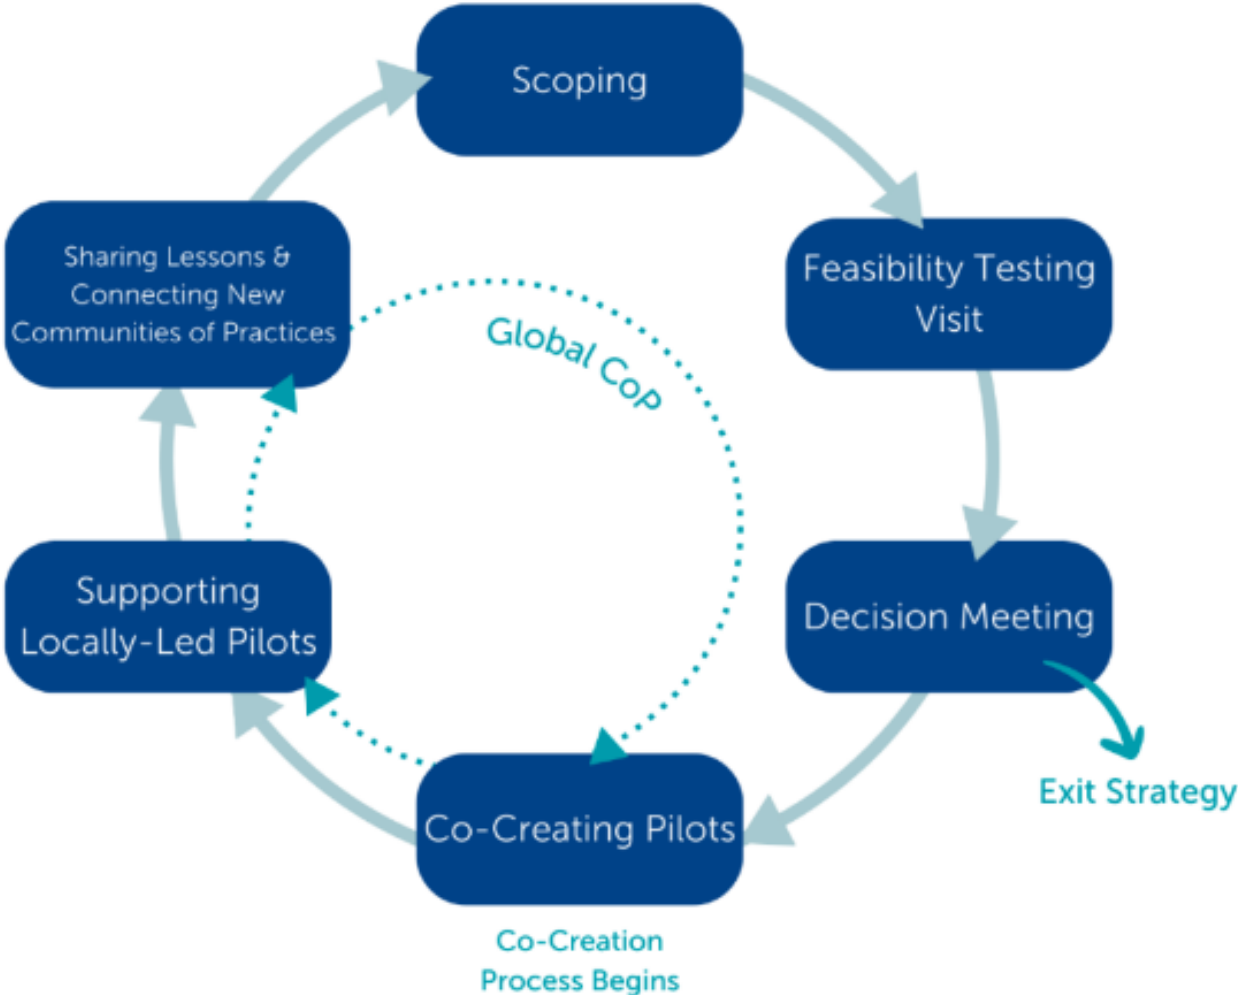 Scoping
Feasibility Testing
Visit
Decision Meeting
Exit Strategy
Co-Creating Pilots
Co-Creation
Process Begins
Supporting
Locally-Led Pilots
Sharing Lessons &
Connecting New
Communities of Practices
Global CoP